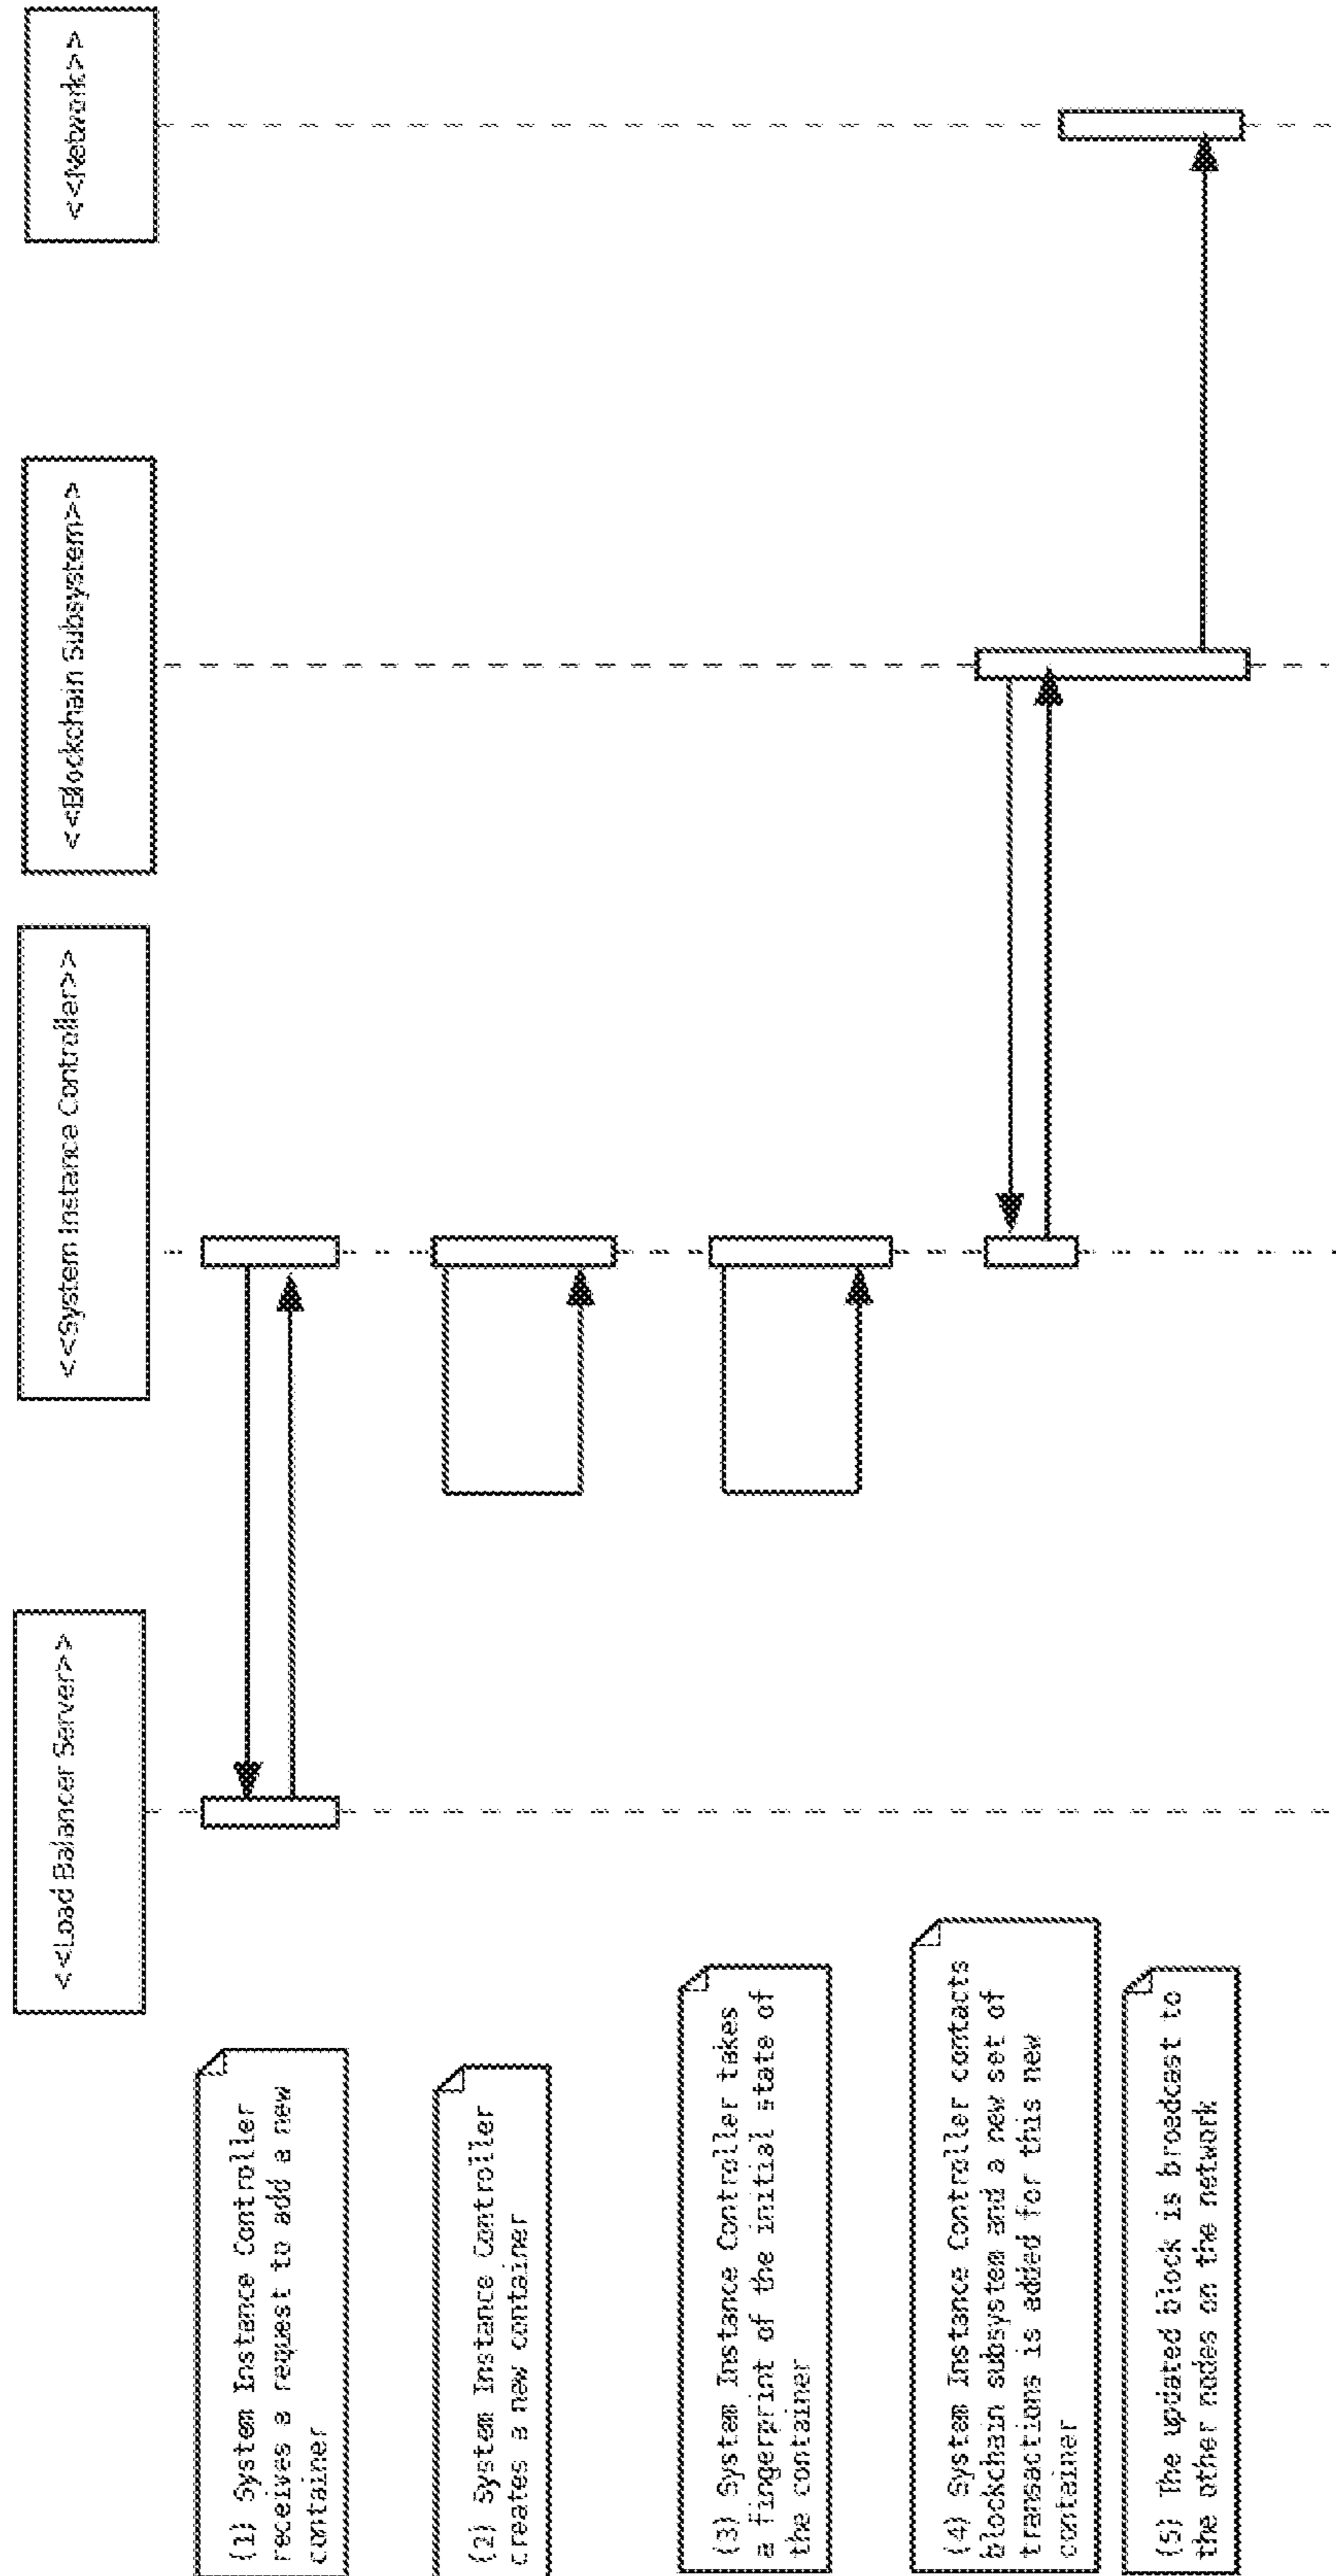 <<Load Balancer Server>>
<<System Instance Controller>>
<<Blockchain Subsystem>>
<<Network>>
(1) System Instance Controller
receives a request to add a new
container
(2) System Instance Controller
creates a new container
(3) System Instance Controller takes
a fingerprint of the initial state of
the container
(4) System Instance Controller contacts
blockchain subsystem and a new set of
transactions is added for this new
container
(5) The updated block is broadcast to
the other nodes on the network